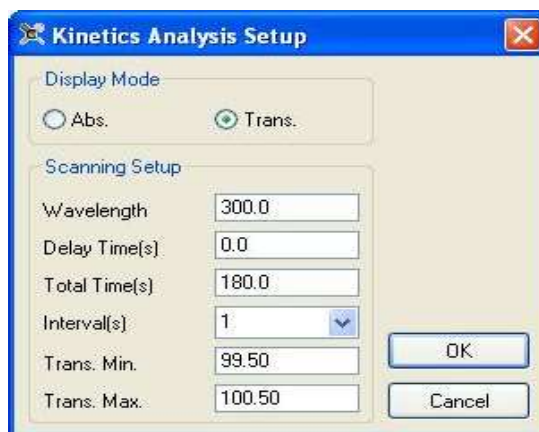 Kinetics Analysis Setup
Display Mode
Abs. Trans.
Scanning Setup
Wavelength 300.0
Delay Time(s) 0.0
Total Time(s) 180.0
Interval(s) 1
Trans. Min. 99.50
Trans. Max. 100.50
OK
Cancel